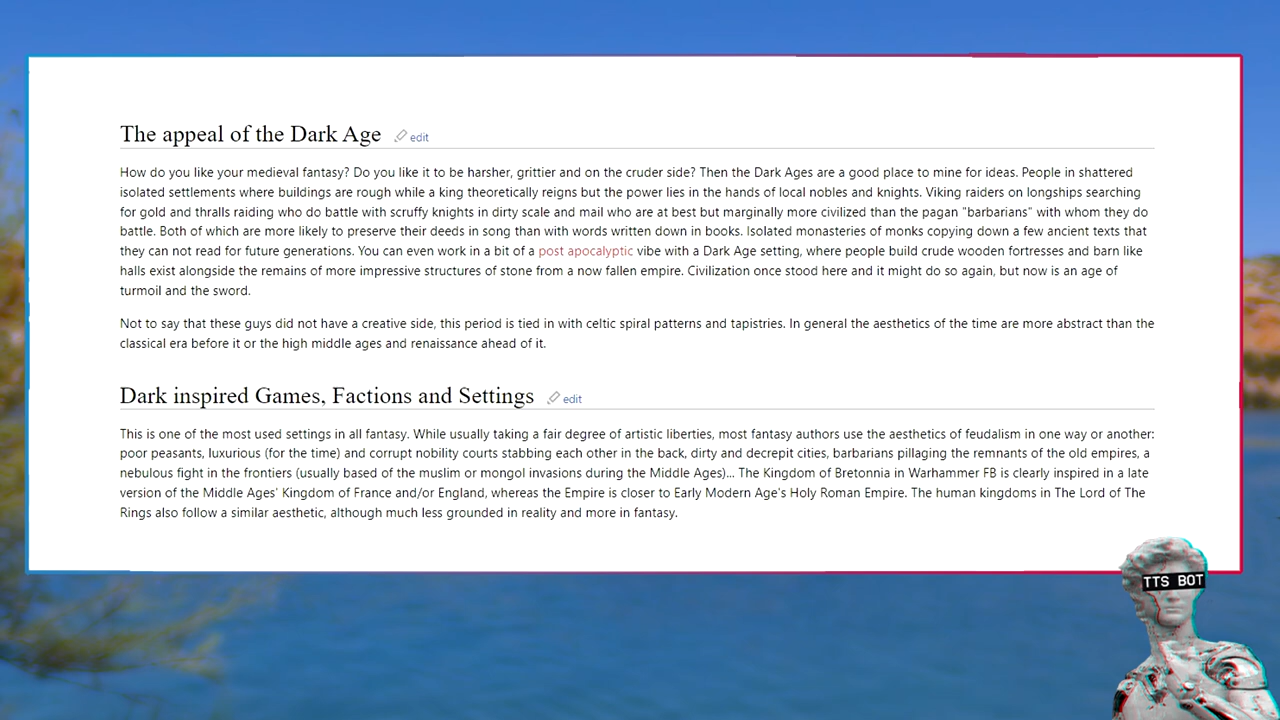 The appeal of the Dark Age edit
How do you like your medieval fantasy? Do you like it to be harsher, grittier and on the cruder side? Then the Dark Ages are a good place to mine for ideas. People in shattered
isolated settlements where buildings are rough while a king theoretically reigns but the power lies in the hands of local nobles and knights. Viking raiders on longships searching
for gold and thralls raiding who do battle with scruffy knights in dirty scale and mail who are at best but marginally more civilized than the pagan "barbarians" with whom they do
battle. Both of which are more likely to preserve their deeds in song than with words written down in books. Isolated monasteries of monks copying down a few ancient texts that
they can not read for future generations. You can even work in a bit of a post apocalyptic vibe with a Dark Age setting, where people build crude wooden fortresses and barn like
halls exist alongside the remains of more impressive structures of stone from a now fallen empire. Civilization once stood here and it might do so again, but now is an age of
turmoil and the sword.
Not to say that these guys did not have a creative side, this period is tied in with celtic spiral patterns and tapistries. In general the aesthetics of the time are more abstract than the
classical era before it or the high middle ages and renaissance ahead of it.
Dark inspired Games, Factions and Settings edit
This is one of the most used settings in all fantasy. While usually taking a fair degree of artistic liberties, most fantasy authors use the aesthetics of feudalism in one way or another:
poor peasants, luxurious (for the time) and corrupt nobility courts stabbing each other in the back, dirty and decrepit cities, barbarians pillaging the remnants of the old empires, a
nebulous fight in the frontiers (usually based of the muslim or mongol invasions during the Middle Ages)... The Kingdom of Bretonnia in Warhammer FB is clearly inspired in a late
version of the Middle Ages' Kingdom of France and/or England, whereas the Empire is closer to Early Modern Age's Holy Roman Empire. The human kingdoms in The Lord of The
Rings also follow a similar aesthetic, although much less grounded in reality and more in fantasy.
TTS BOT